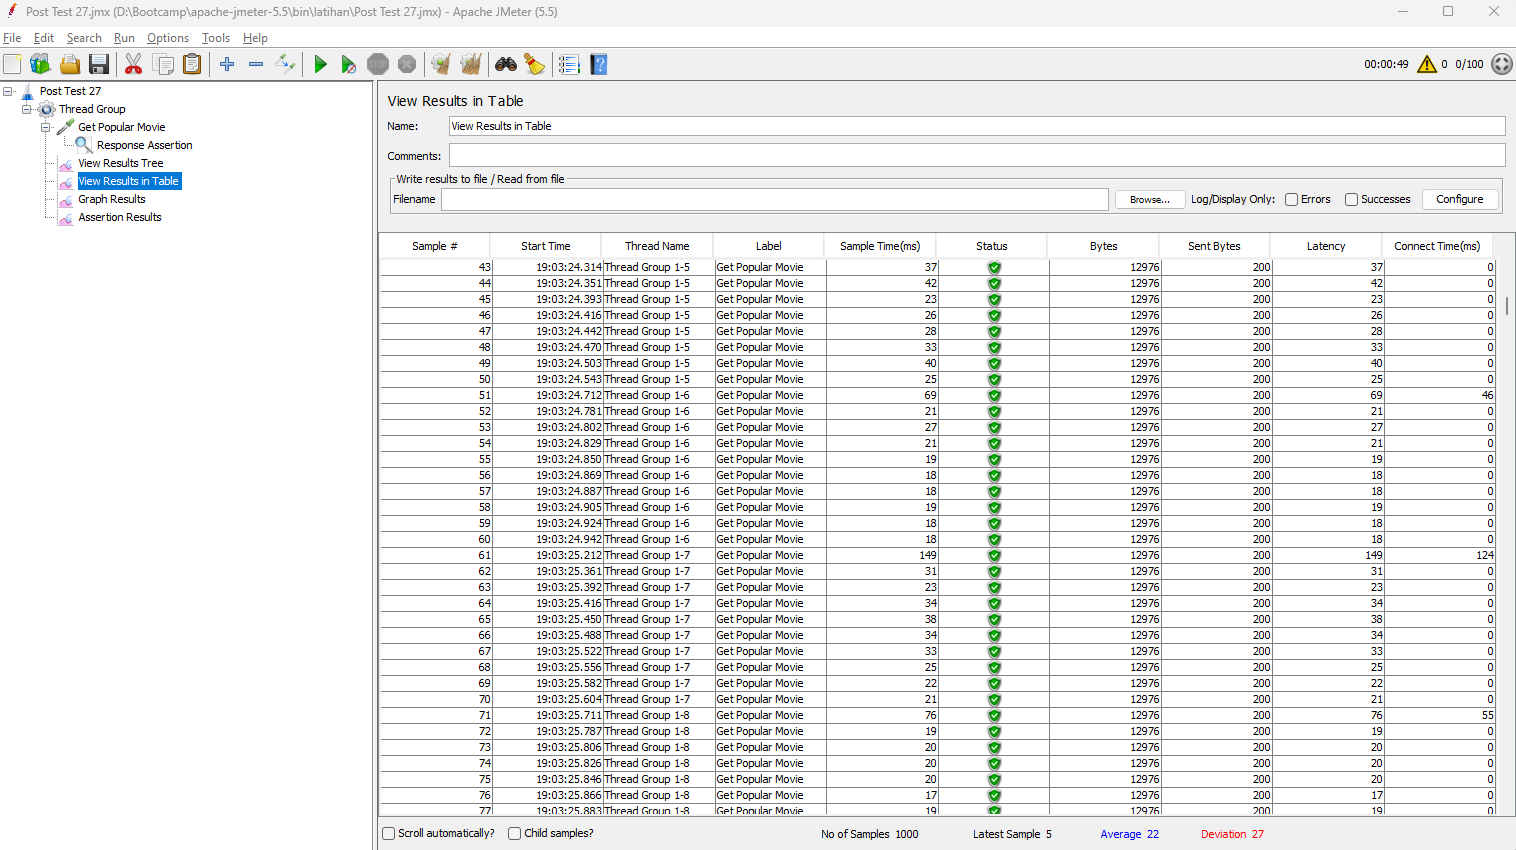 Post Test 27.jmx (D:\Bootcamp\apache-jmeter-5.5\bin\latihan\Post Test 27.jmx) - Apache JMeter (5.5)
File Edit Search Run Options Tools Help
STOP ? 00:00:49 0 0/100
Post Test 27
Thread Group
Get Popular Movie
Response Assertion
View Results Tree
View Results in Table
Graph Results
Assertion Results
View Results in Table
Name: View Results in Table
Comments:
Write results to file / Read from file
Filename Browse... Log/Display Only: Errors Successes Configure
Sample # Start Time Thread Name Label Sample Time(ms) Status Bytes Sent Bytes Latency Connect Time(ms)
43 19:03:24.314 Thread Group 1-5 Get Popular Movie 37 12976 200 37 0
44 19:03:24.351 Thread Group 1-5 Get Popular Movie 42 12976 200 42 0
45 19:03:24.393 Thread Group 1-5 Get Popular Movie 23 12976 200 23 0
46 19:03:24.416 Thread Group 1-5 Get Popular Movie 26 12976 200 26 0
47 19:03:24.442 Thread Group 1-5 Get Popular Movie 28 12976 200 28 0
48 19:03:24.470 Thread Group 1-5 Get Popular Movie 33 12976 200 33 0
49 19:03:24.503 Thread Group 1-5 Get Popular Movie 40 12976 200 40 0
50 19:03:24.543 Thread Group 1-5 Get Popular Movie 25 12976 200 25 0
51 19:03:24.712 Thread Group 1-6 Get Popular Movie 69 12976 200 69 46
52 19:03:24.781 Thread Group 1-6 Get Popular Movie 21 12976 200 21 0
53 19:03:24.802 Thread Group 1-6 Get Popular Movie 27 12976 200 27 0
54 19:03:24.829 Thread Group 1-6 Get Popular Movie 21 12976 200 21 0
55 19:03:24.850 Thread Group 1-6 Get Popular Movie 19 12976 200 19 0
56 19:03:24.869 Thread Group 1-6 Get Popular Movie 18 12976 200 18 0
57 19:03:24.887 Thread Group 1-6 Get Popular Movie 18 12976 200 18 0
58 19:03:24.905 Thread Group 1-6 Get Popular Movie 19 12976 200 19 0
59 19:03:24.924 Thread Group 1-6 Get Popular Movie 18 12976 200 18 0
60 19:03:24.942 Thread Group 1-6 Get Popular Movie 18 12976 200 18 0
61 19:03:25.212 Thread Group 1-7 Get Popular Movie 149 12976 200 149 124
62 19:03:25.361 Thread Group 1-7 Get Popular Movie 31 12976 200 31 0
63 19:03:25.392 Thread Group 1-7 Get Popular Movie 23 12976 200 23 0
64 19:03:25.416 Thread Group 1-7 Get Popular Movie 34 12976 200 34 0
65 19:03:25.450 Thread Group 1-7 Get Popular Movie 38 12976 200 38 0
66 19:03:25.488 Thread Group 1-7 Get Popular Movie 34 12976 200 34 0
67 19:03:25.522 Thread Group 1-7 Get Popular Movie 33 12976 200 33 0
68 19:03:25.556 Thread Group 1-7 Get Popular Movie 25 12976 200 25 0
69 19:03:25.582 Thread Group 1-7 Get Popular Movie 22 12976 200 22 0
70 19:03:25.604 Thread Group 1-7 Get Popular Movie 21 12976 200 21 0
71 19:03:25.711 Thread Group 1-8 Get Popular Movie 76 12976 200 76 55
72 19:03:25.787 Thread Group 1-8 Get Popular Movie 19 12976 200 19 0
73 19:03:25.806 Thread Group 1-8 Get Popular Movie 20 12976 200 20 0
74 19:03:25.826 Thread Group 1-8 Get Popular Movie 20 12976 200 20 0
75 19:03:25.846 Thread Group 1-8 Get Popular Movie 20 12976 200 20 0
76 19:03:25.866 Thread Group 1-8 Get Popular Movie 17 12976 200 17 0
77 19:03:25.883 Thread Group 1-8 Get Popular Movie 19 12976 200 19 0
Scroll automatically? Child samples? No of Samples 1000 Latest Sample 5 Average 22 Deviation 27